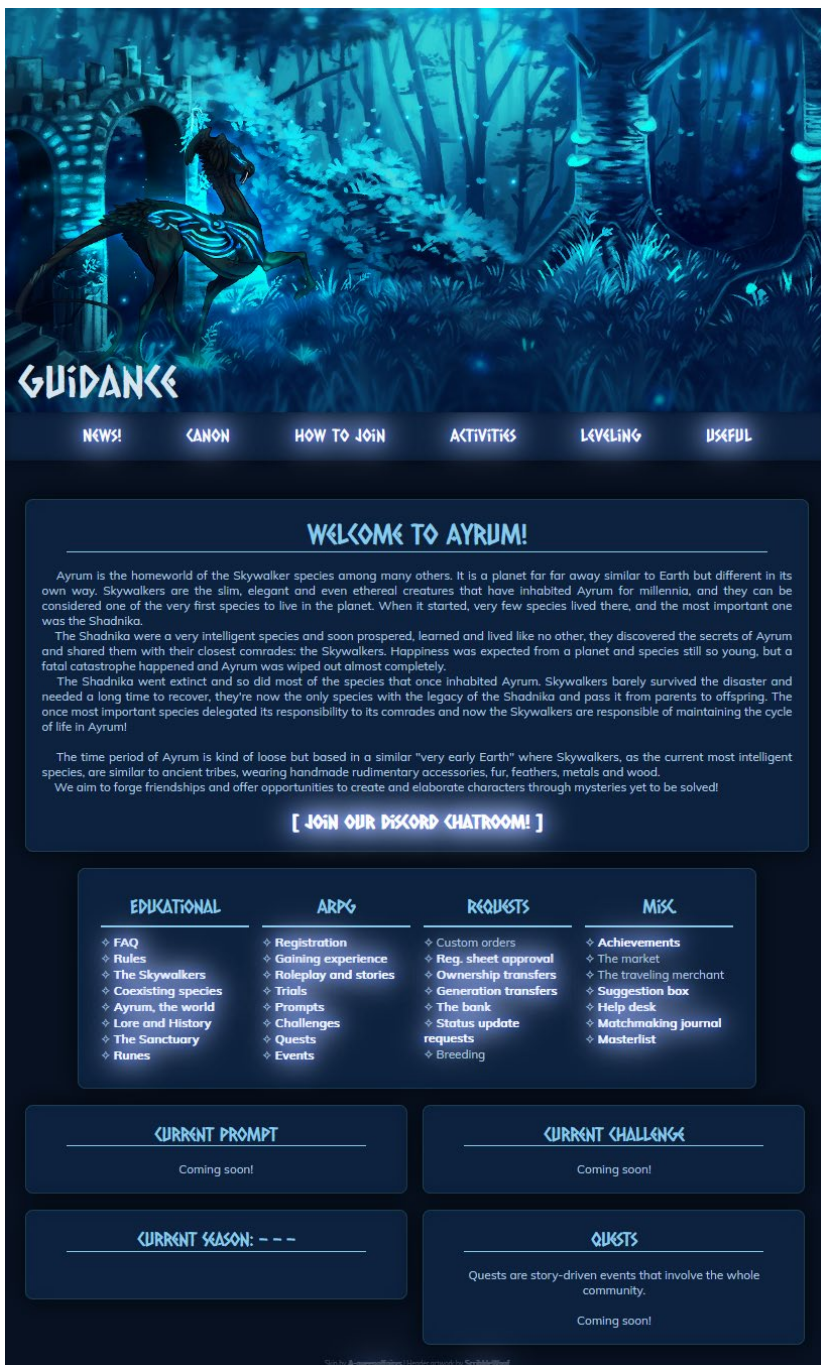 GUiDANCE
NEWS!
CANON
HOW TO JOiN
ACTiViTiES
LEVELiNG
USEFUL
WELCOME TO AYRUM!
Ayrum is the homeworld of the Skywalker species among many others. It is a planet far far away similar to Earth but different in its
own way. Skywalkers are the slim, elegant and even ethereal creatures that have inhabited Ayrum for millennia, and they can be
considered one of the very first species to live in the planet. When it started, very few species lived there, and the most important one
was the Shadnika.
The Shadnika were a very intelligent species and soon prospered, learned and lived like no other, they discovered the secrets of Ayrum
and shared them with their closest comrades: the Skywalkers. Happiness was expected from a planet and species still so young, but a
fatal catastrophe happened and Ayrum was wiped out almost completely.
The Shadnika went extinct and so did most of the species that once inhabited Ayrum. Skywalkers barely survived the disaster and
needed a long time to recover, they're now the only species with the legacy of the Shadnika and pass it from parents to offspring. The
once most important species delegated its responsibility to its comrades and now the Skywalkers are responsible of maintaining the cycle
of life in Ayrum!
The time period of Ayrum is kind of loose but based in a similar "very early Earth" where Skywalkers, as the current most intelligent
species, are similar to ancient tribes, wearing handmade rudimentary accessories, fur, feathers, metals and wood.
We aim to forge friendships and offer opportunities to create and elaborate characters through mysteries yet to be solved!
[ JOiN OUR DiSCORD CHATROOM! ]
EDUCATiONAL
✧ FAQ
✧ Rules
✧ The Skywalkers
✧ Coexisting species
✧ Ayrum, the world
✧ Lore and History
✧ The Sanctuary
✧ Runes
ARPG
✧ Registration
✧ Gaining experience
✧ Roleplay and stories
✧ Trials
✧ Prompts
✧ Challenges
✧ Quests
✧ Events
REQUESTS
✧ Custom orders
✧ Reg. sheet approval
✧ Ownership transfers
✧ Generation transfers
✧ The bank
✧ Status update
requests
✧ Breeding
MiSC
✧ Achievements
✧ The market
✧ The traveling merchant
✧ Suggestion box
✧ Help desk
✧ Matchmaking journal
✧ Masterlist
CURRENT PROMPT
Coming soon!
CURRENT CHALLENGE
Coming soon!
CURRENT SEASON: – – –
QUESTS
Quests are story-driven events that involve the whole
community.
Coming soon!
Skin by